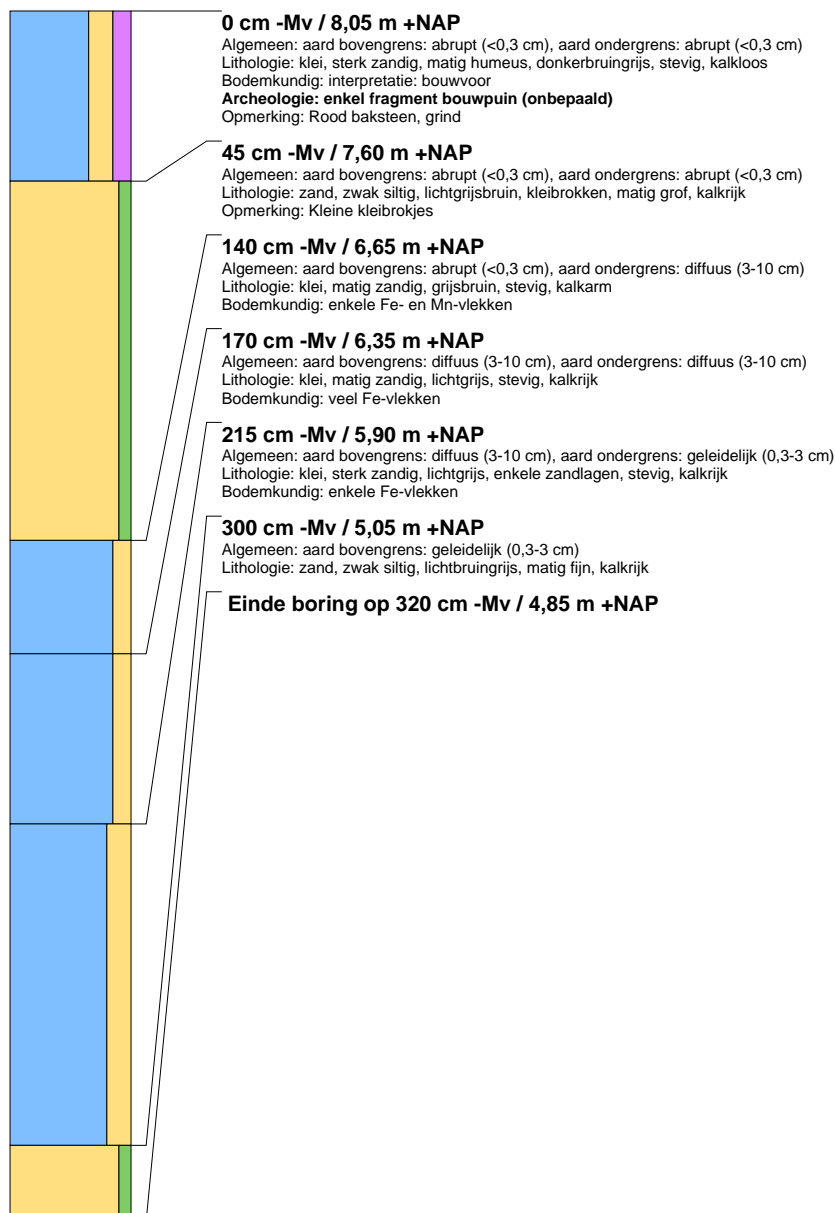 0 cm -Mv / 8,05 m +NAP
Algemeen: aard bovengrens: abrupt (<0,3 cm), aard ondergrens: abrupt (<0,3 cm)
Lithologie: klei, sterk zandig, matig humeus, donkerbruingrijs, stevig, kalkloos
Bodemkundig: interpretatie: bouwvoor
Archeologie: enkel fragment bouwpuin (onbepaald)
Opmerking: Rood baksteen, grind
45 cm -Mv / 7,60 m +NAP
Algemeen: aard bovengrens: abrupt (<0,3 cm), aard ondergrens: abrupt (<0,3 cm)
Lithologie: zand, zwak siltig, lichtgrijsbruin, kleibrokken, matig grof, kalkrijk
Opmerking: Kleine kleibrokjes
140 cm -Mv / 6,65 m +NAP
Algemeen: aard bovengrens: abrupt (<0,3 cm), aard ondergrens: diffuus (3-10 cm)
Lithologie: klei, matig zandig, grijsbruin, stevig, kalkarm
Bodemkundig: enkele Fe- en Mn-vlekken
170 cm -Mv / 6,35 m +NAP
Algemeen: aard bovengrens: diffuus (3-10 cm), aard ondergrens: diffuus (3-10 cm)
Lithologie: klei, matig zandig, lichtgrijs, stevig, kalkrijk
Bodemkundig: veel Fe-vlekken
215 cm -Mv / 5,90 m +NAP
Algemeen: aard bovengrens: diffuus (3-10 cm), aard ondergrens: geleidelijk (0,3-3 cm)
Lithologie: klei, sterk zandig, lichtgrijs, enkele zandlagen, stevig, kalkrijk
Bodemkundig: enkele Fe-vlekken
300 cm -Mv / 5,05 m +NAP
Algemeen: aard bovengrens: geleidelijk (0,3-3 cm)
Lithologie: zand, zwak siltig, lichtbruingrijs, matig fijn, kalkrijk
Einde boring op 320 cm -Mv / 4,85 m +NAP